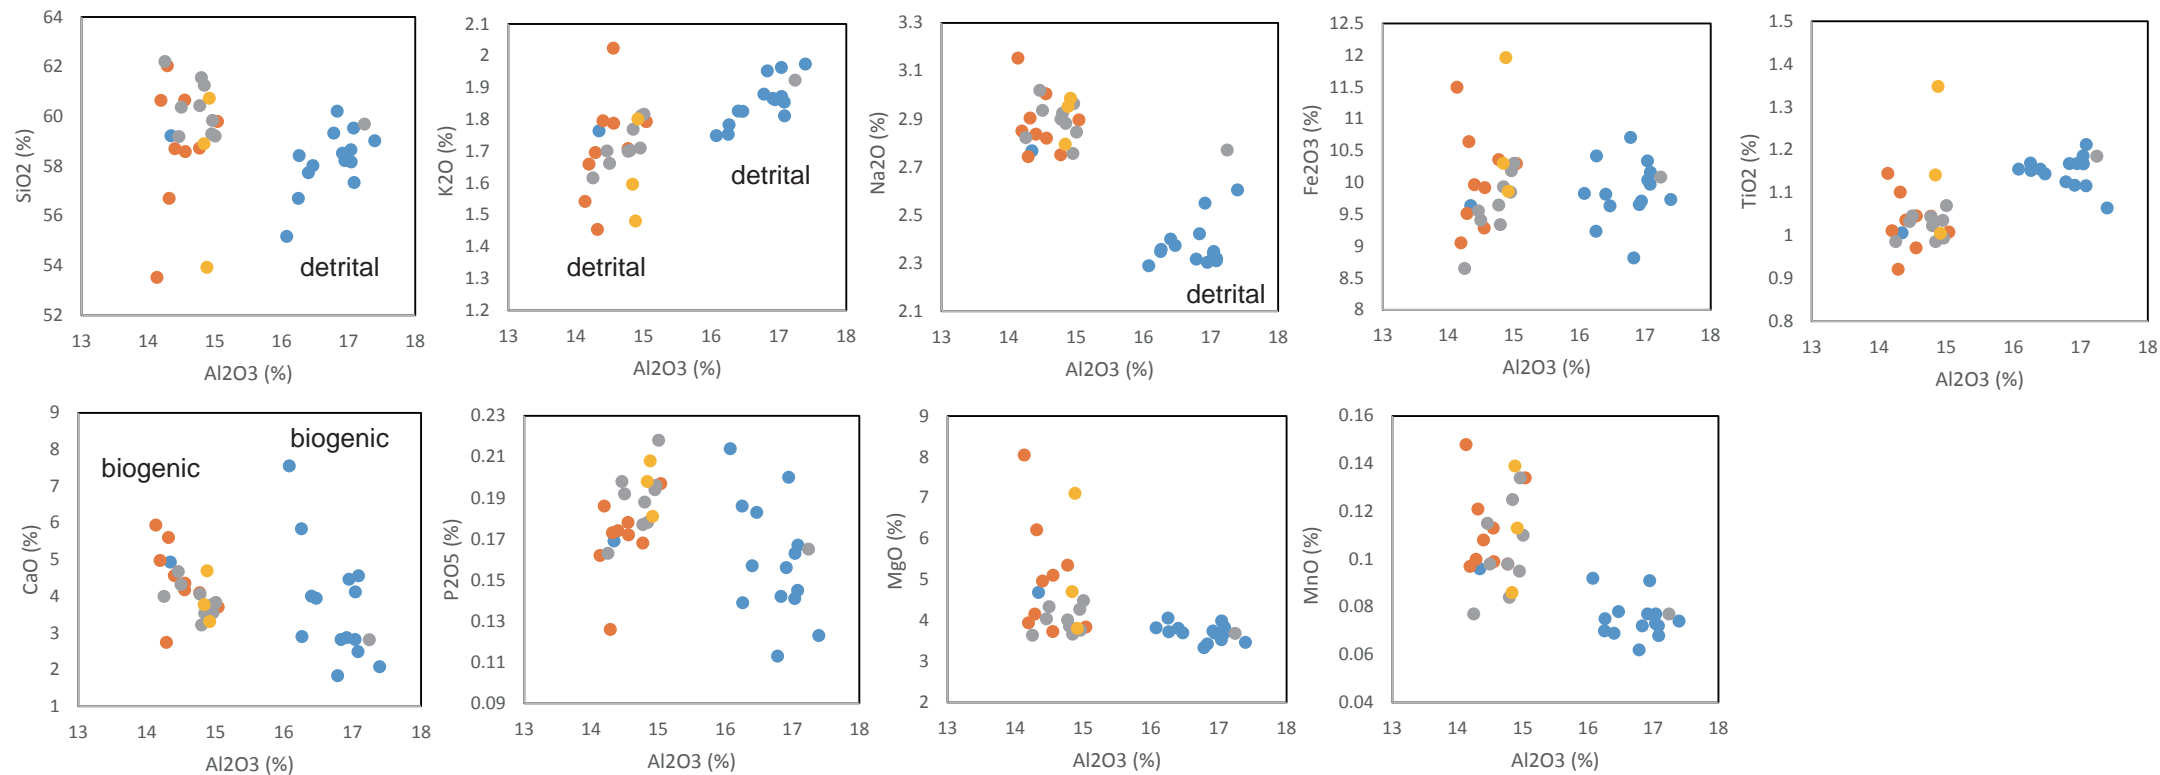 64
62
60
58
56
54
52
SiO2 (%)
detrital
13 14 15 16 17 18
Al2O3 (%)
2.1
2
1.9
1.8
1.7
1.6
1.5
1.4
1.3
1.2
K2O (%)
detrital
detrital
13 14 15 16 17 18
Al2O3 (%)
3.3
3.1
2.9
2.7
2.5
2.3
2.1
Na2O (%)
detrital
13 14 15 16 17 18
Al2O3 (%)
12.5
12
11.5
11
10.5
10
9.5
9
8.5
8
Fe2O3 (%)
13 14 15 16 17 18
Al2O3 (%)
1.5
1.4
1.3
1.2
1.1
1
0.9
0.8
TiO2 (%)
13 14 15 16 17 18
Al2O3 (%)
9
8
7
6
5
4
3
2
1
CaO (%)
biogenic
biogenic
13 14 15 16 17 18
Al2O3 (%)
0.23
0.21
0.19
0.17
0.15
0.13
0.11
0.09
P2O5 (%)
13 14 15 16 17 18
Al2O3 (%)
9
8
7
6
5
4
3
2
MgO (%)
13 14 15 16 17 18
Al2O3 (%)
0.16
0.14
0.12
0.1
0.08
0.06
0.04
MnO (%)
13 14 15 16 17 18
Al2O3 (%)